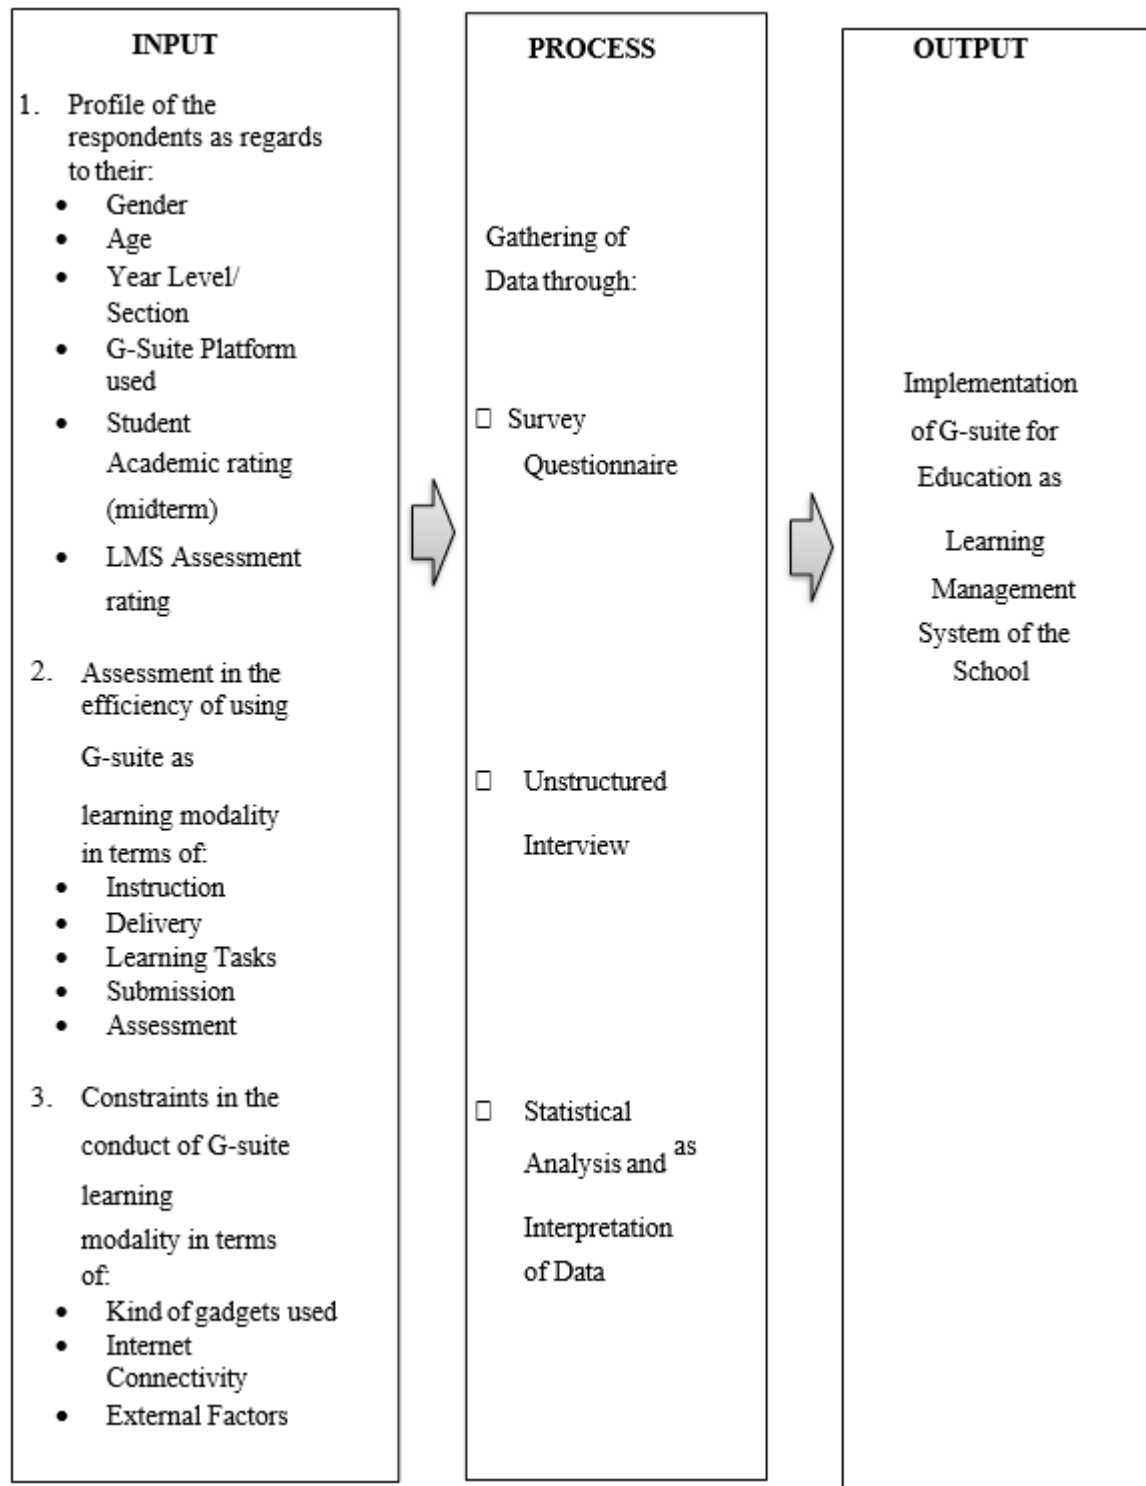 INPUT
1. Profile of the
respondents as regards
to their:
• Gender
• Age
• Year Level/
Section
• G-Suite Platform
used
• Student
Academic rating
(midterm)
• LMS Assessment
rating
2. Assessment in the
efficiency of using
G-suite as
learning modality
in terms of:
• Instruction
• Delivery
• Learning Tasks
• Submission
• Assessment
3. Constraints in the
conduct of G-suite
learning
modality in terms
of:
• Kind of gadgets used
• Internet
Connectivity
• External Factors
PROCESS
Gathering of
Data through:
□ Survey
Questionnaire
□ Unstructured
Interview
□ Statistical
Analysis and as
Interpretation
of Data
OUTPUT
Implementation
of G-suite for
Education as
Learning
Management
System of the
School